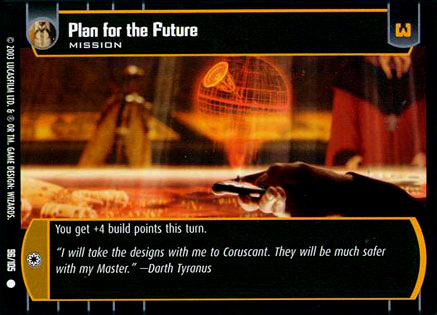 Plan for the Future
MISSION
3
© 2003 LUCASFILM LTD. & ® OR TM. GAME DESIGN: WIZARDS.
You get +4 build points this turn.
“I will take the designs with me to Coruscant. They will be much safer
with my Master.” —Darth Tyranus
96/105